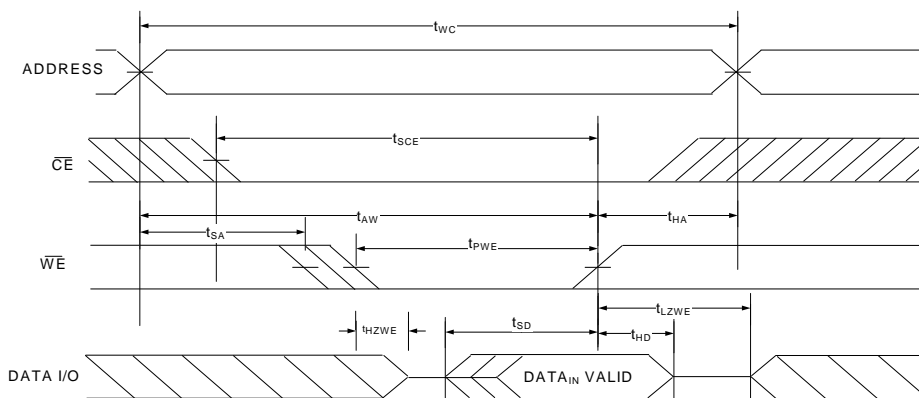 tWC
ADDRESS
tSCE
CE
tAW
tHA
tSA
tPWE
WE
tLZWE
tHZWE
tSD
tHD
DATA I/O
DATAIN VALID